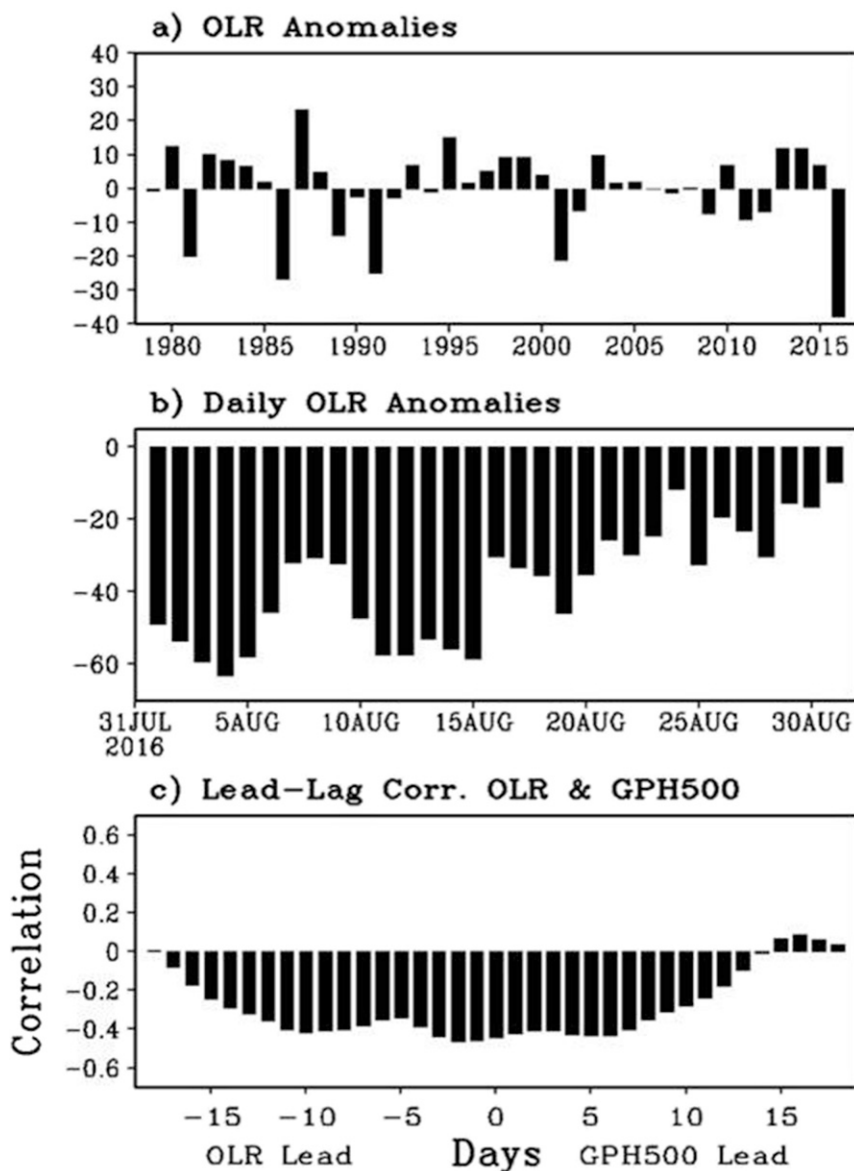 a) OLR Anomalies
40
30
20
10
0
-10
-20
-30
-40
1980 1985 1990 1995 2000 2005 2010 2015
b) Daily OLR Anomalies
0
-20
-40
-60
31JUL 5AUG 10AUG 15AUG 20AUG 25AUG 30AUG
2016
c) Lead-Lag Corr. OLR & GPH500
Correlation
0.6
0.4
0.2
0
-0.2
-0.4
-0.6
-15 -10 -5 0 5 10 15
OLR Lead Days GPH500 Lead